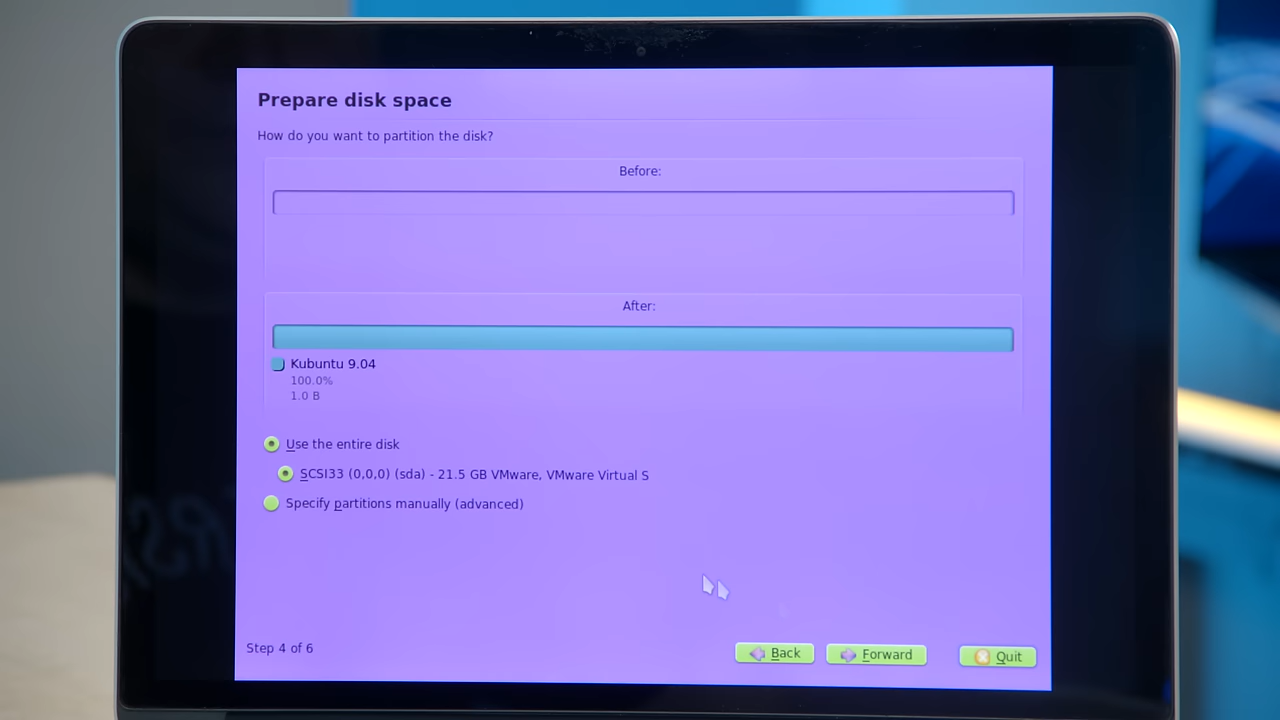 Prepare disk space
How do you want to partition the disk?
Before:
After:
Kubuntu 9.04
100.0%
1.0 B
Use the entire disk
SCSI33 (0,0,0) (sda) - 21.5 GB VMware, VMware Virtual S
Specify partitions manually (advanced)
Step 4 of 6
Back
Forward
Quit